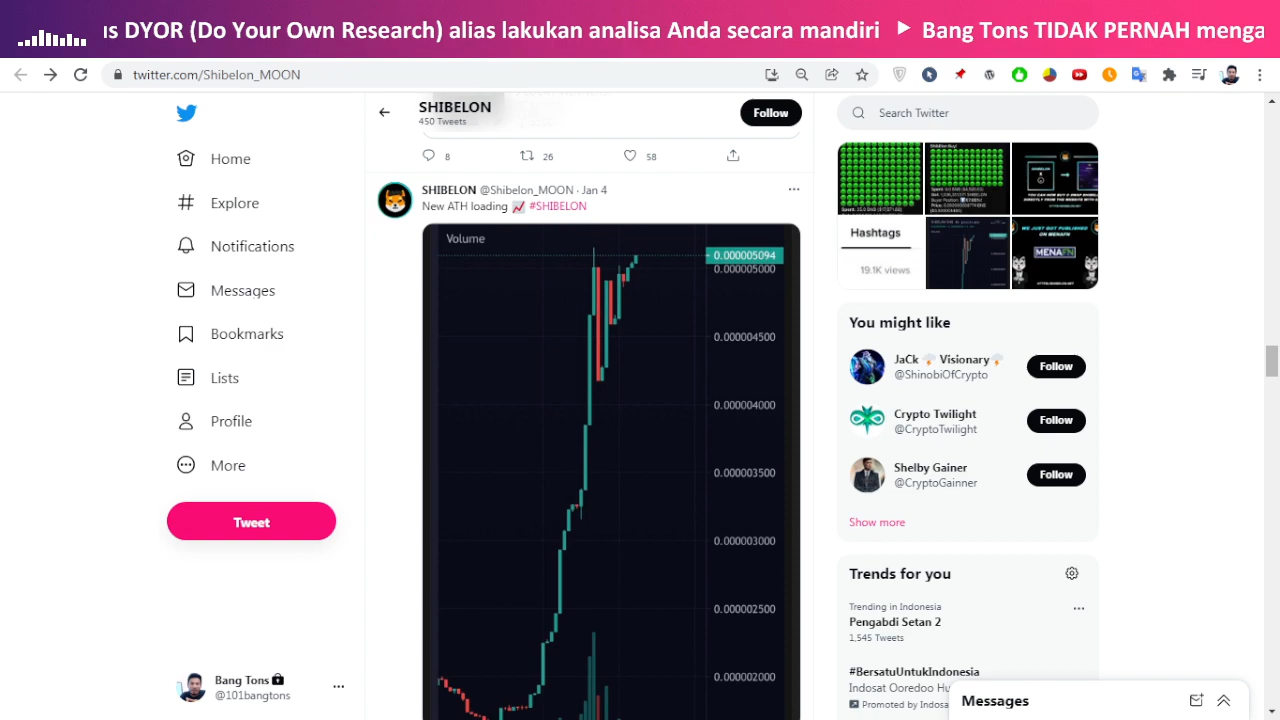 us DYOR (Do Your Own Research) alias lakukan analisa Anda secara mandiri ▶ Bang Tons TIDAK PERNAH menga
twitter.com/Shibelon_MOON
SHIBELON
450 Tweets
Follow
Search Twitter
Home
Explore
Notifications
Messages
Bookmarks
Lists
Profile
More
Tweet
Bang Tons
@101bangtons
8
26
58
SHIBELON @Shibelon_MOON · Jan 4
New ATH loading 📈 #SHIBELON
Volume
0.000005094
0.000005000
0.000004500
0.000004000
0.000003500
0.000003000
0.000002500
0.000002000
Hashtags
19.1K views
WE JUST GOT PUBLISHED
ON MENAFN
MENAFN
You might like
JaCk 🌩 Visionary⚡
@ShinobiOfCrypto
Follow
Crypto Twilight
@CryptoTwilight
Follow
Shelby Gainer
@CryptoGainner
Follow
Show more
Trends for you
Trending in Indonesia
Pengabdi Setan 2
1,545 Tweets
#BersatuUntukIndonesia
Indosat Ooredoo Hu
Promoted by Indosa
Messages